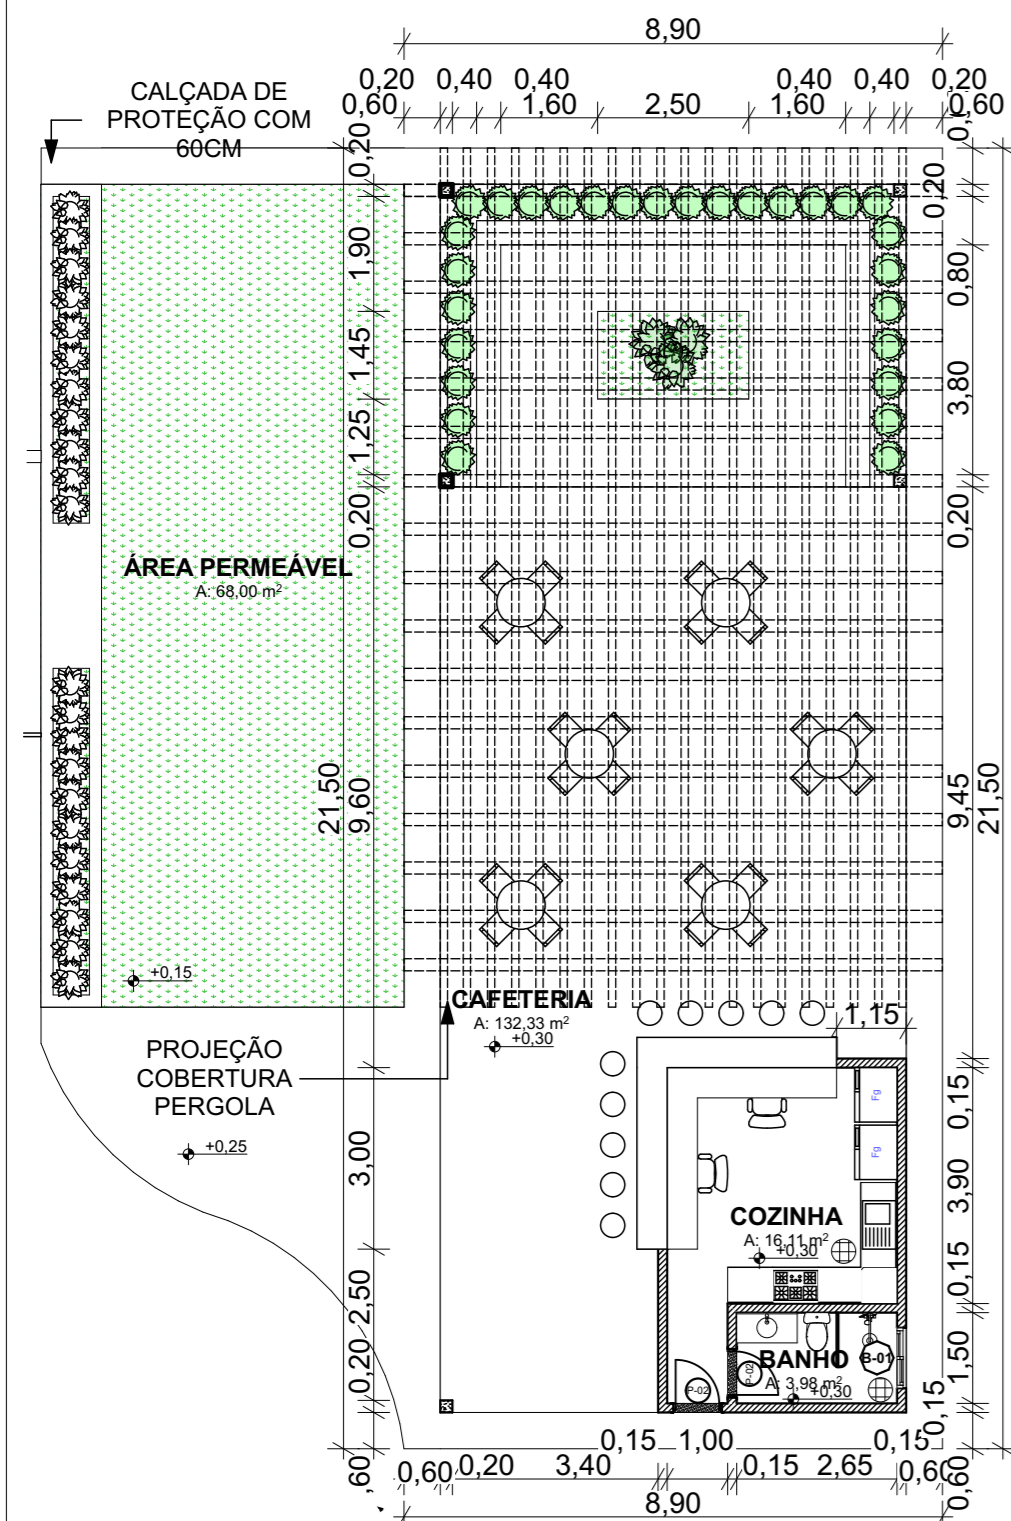 8,90
0,20 0,40 0,40 0,40 0,40 0,20
0,60 1,60 2,50 1,60 0,60
CALÇADA DE
PROTEÇÃO COM
60CM
0,20
0,20
1,90
0,80
1,45
3,80
1,25
0,20
0,20
ÁREA PERMEÁVEL
A: 68,00 m²
21,50
9,60
9,45
21,50
+0,15
CAFETERIA
A: 132,33 m²
+0,30
1,15
PROJEÇÃO
COBERTURA
PERGOLA
+0,25
Fg
Fg
0,15
3,00
3,90
COZINHA
A: 16,11 m²
+0,30
0,15
2,50
BANHO
A: 3,98 m²
+0,30
B-01
P-02
P-02
1,50
0,20
0,15
0,15 1,00 0,15
0,60 0,20 3,40 0,15 2,65 0,60
,60
0,60
8,90